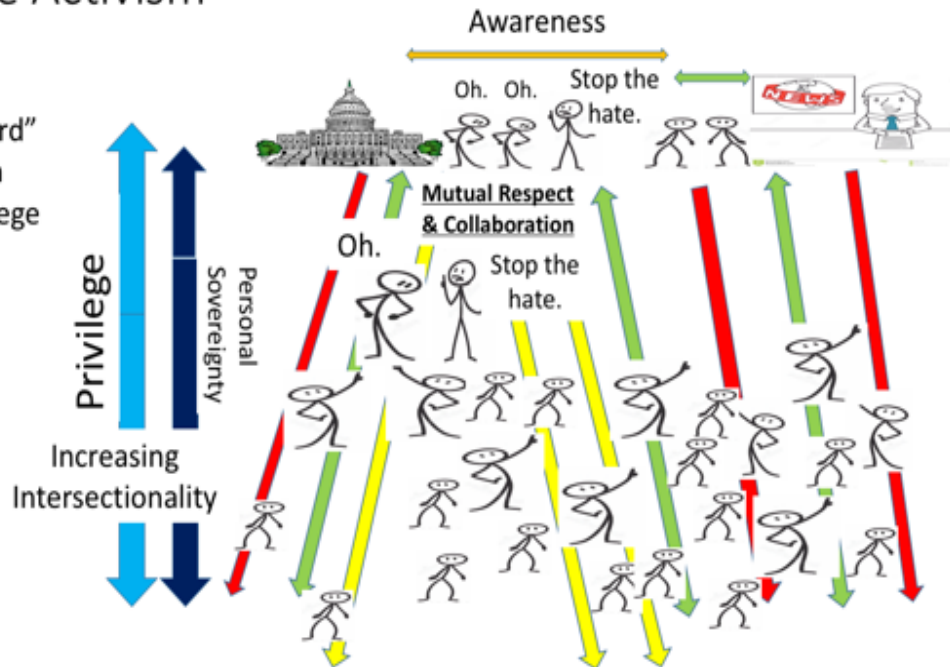 e Activism
Awareness
Oh. Oh.
Stop the
hate.
NEWS
rd”
ege
Mutual Respect
& Collaboration
Oh.
Stop the
hate.
Privilege
Personal
Sovereignty
Increasing
Intersectionality